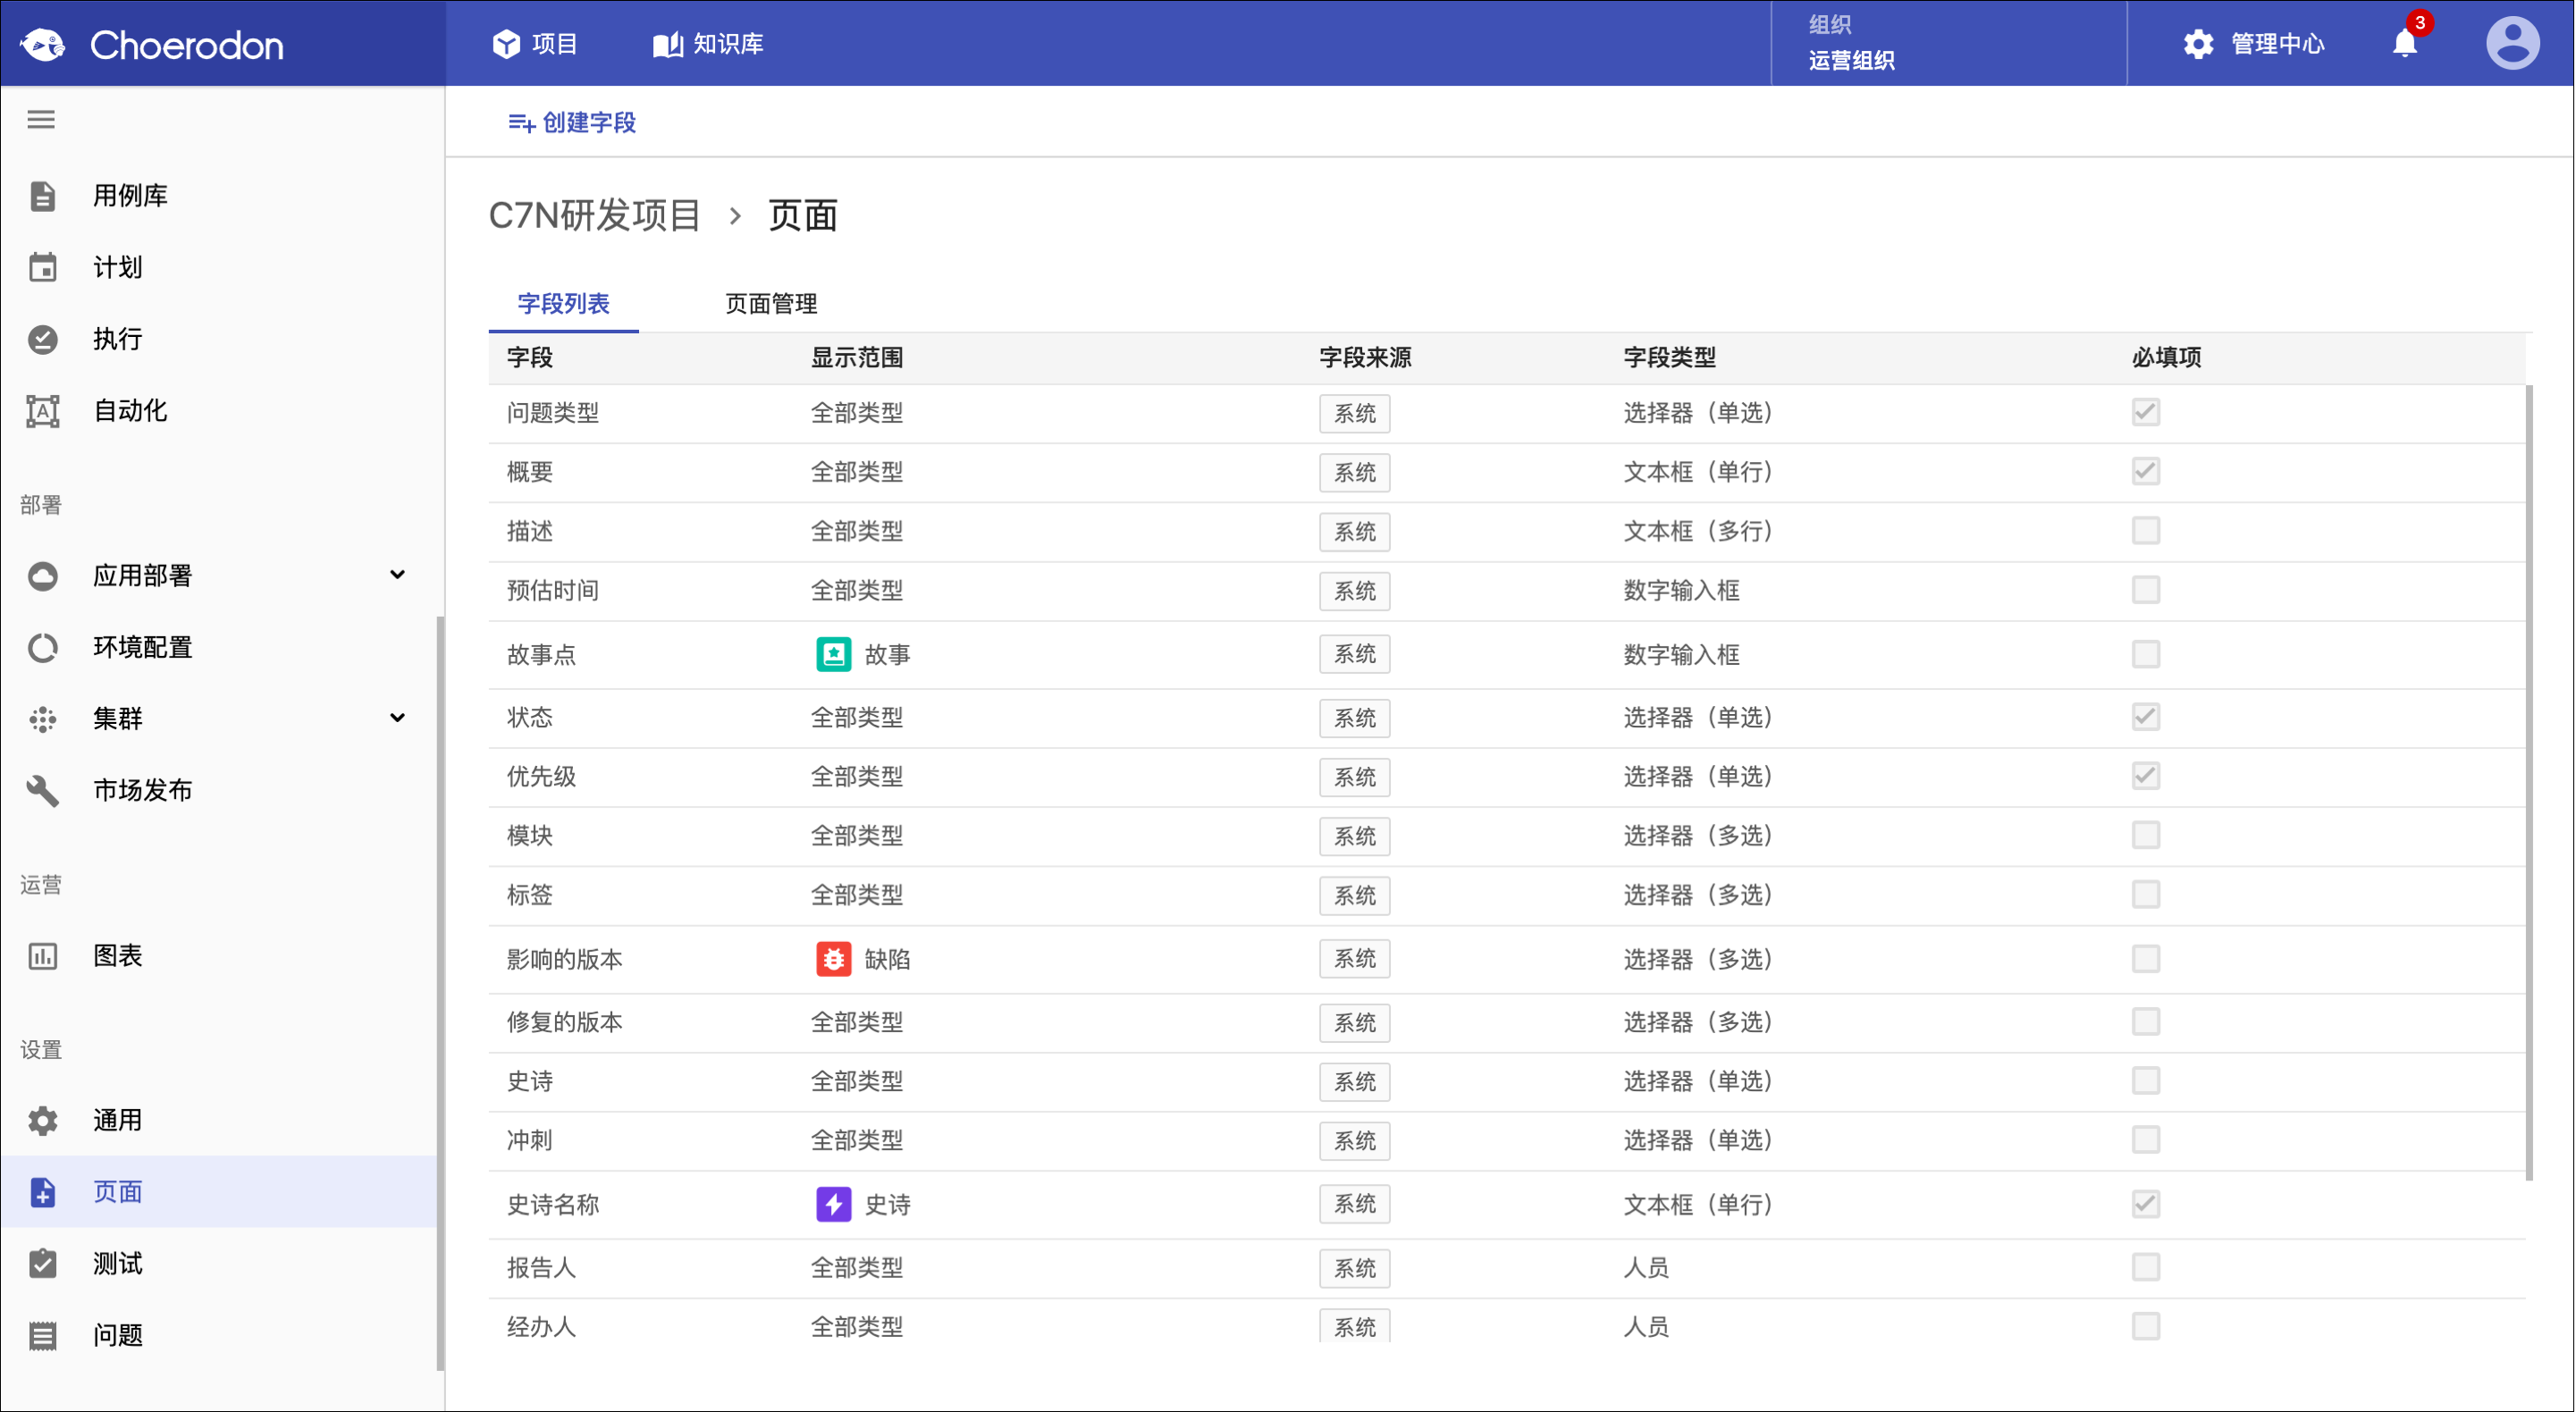 Choerodon
项目
知识库
组织
运营组织
管理中心
3
用例库
计划
执行
自动化
部署
应用部署
环境配置
集群
市场发布
运营
图表
设置
通用
页面
测试
问题
创建字段
C7N研发项目 › 页面
字段列表 页面管理
字段 显示范围 字段来源 字段类型 必填项
问题类型 全部类型 系统 选择器（单选）
概要 全部类型 系统 文本框（单行）
描述 全部类型 系统 文本框（多行）
预估时间 全部类型 系统 数字输入框
故事点 故事 系统 数字输入框
状态 全部类型 系统 选择器（单选）
优先级 全部类型 系统 选择器（单选）
模块 全部类型 系统 选择器（多选）
标签 全部类型 系统 选择器（多选）
影响的版本 缺陷 系统 选择器（多选）
修复的版本 全部类型 系统 选择器（多选）
史诗 全部类型 系统 选择器（单选）
冲刺 全部类型 系统 选择器（单选）
史诗名称 史诗 系统 文本框（单行）
报告人 全部类型 系统 人员
经办人 全部类型 系统 人员